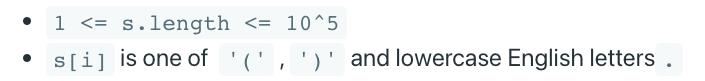 • 1 <= s.length <= 10^5
• s[i] is one of '(' , ')' and lowercase English letters .